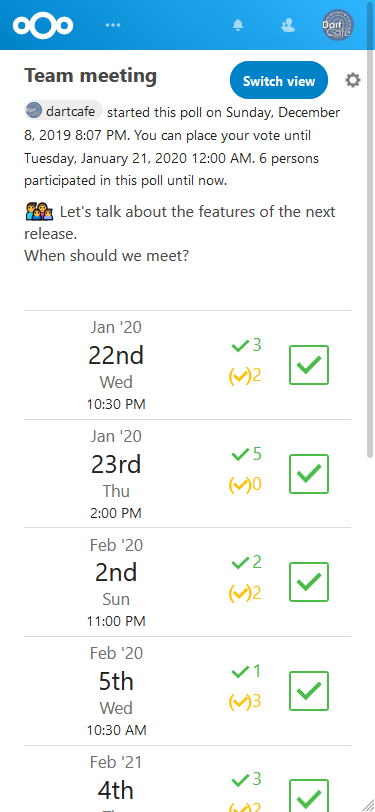 Dart
Cafe
Team meeting
Switch view
dartcafe started this poll on Sunday, December
8, 2019 8:07 PM. You can place your vote until
Tuesday, January 21, 2020 12:00 AM. 6 persons
participated in this poll until now.
Let's talk about the features of the next
release.
When should we meet?
Jan '20
22nd
Wed
10:30 PM
3
2
Jan '20
23rd
Thu
2:00 PM
5
0
Feb '20
2nd
Sun
11:00 PM
2
2
Feb '20
5th
Wed
10:30 AM
1
3
Feb '21
4th
Thu
3
2